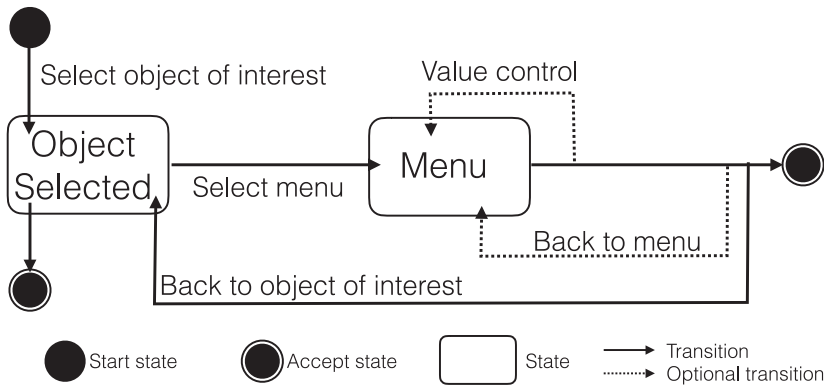 Select object of interest
Value control
Object
Selected
Select menu
Menu
Back to menu
Back to object of interest
Start state
Accept state
State
Transition
Optional transition